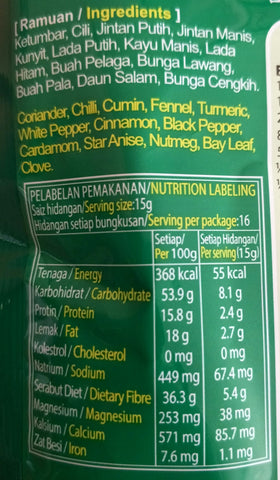 [Ramuan / Ingredients ]
Ketumbar, Cili, Jintan Putih, Jintan Manis,
Kunyit, Lada Putih, Kayu Manis, Lada
Hitam, Buah Pelaga, Bunga Lawang,
Buah Pala, Daun Salam, Bunga Cengkih.
Coriander, Chilli, Cumin, Fennel, Turmeric,
White Pepper, Cinnamon, Black Pepper,
Cardamom, Star Anise, Nutmeg, Bay Leaf,
Clove.
PELABELAN PEMAKANAN/NUTRITION LABELING
Saiz hidangan/Serving size:15g
Hidangan setiap bungkusan/Serving per package:16
Setiap/ Setiap Hidangan/
Per 100g Per serving(15g)
Tenaga / Energy 368 kcal 55 kcal
Karbohidrat / Carbohydrate 53.9 g 8.1 g
Protin / Protein 15.8 g 2.4 g
Lemak / Fat 18 g 2.7 g
Kolestrol / Cholesterol 0 mg 0 mg
Natrium / Sodium 449 mg 67.4 mg
Serabut Diet / Dietary Fibre 36.3 g 5.4 g
Magnesium / Magnesium 253 mg 38 mg
Kalsium / Calcium 571 mg 85.7 mg
Zat Besi / Iron 7.6 mg 1.1 mg